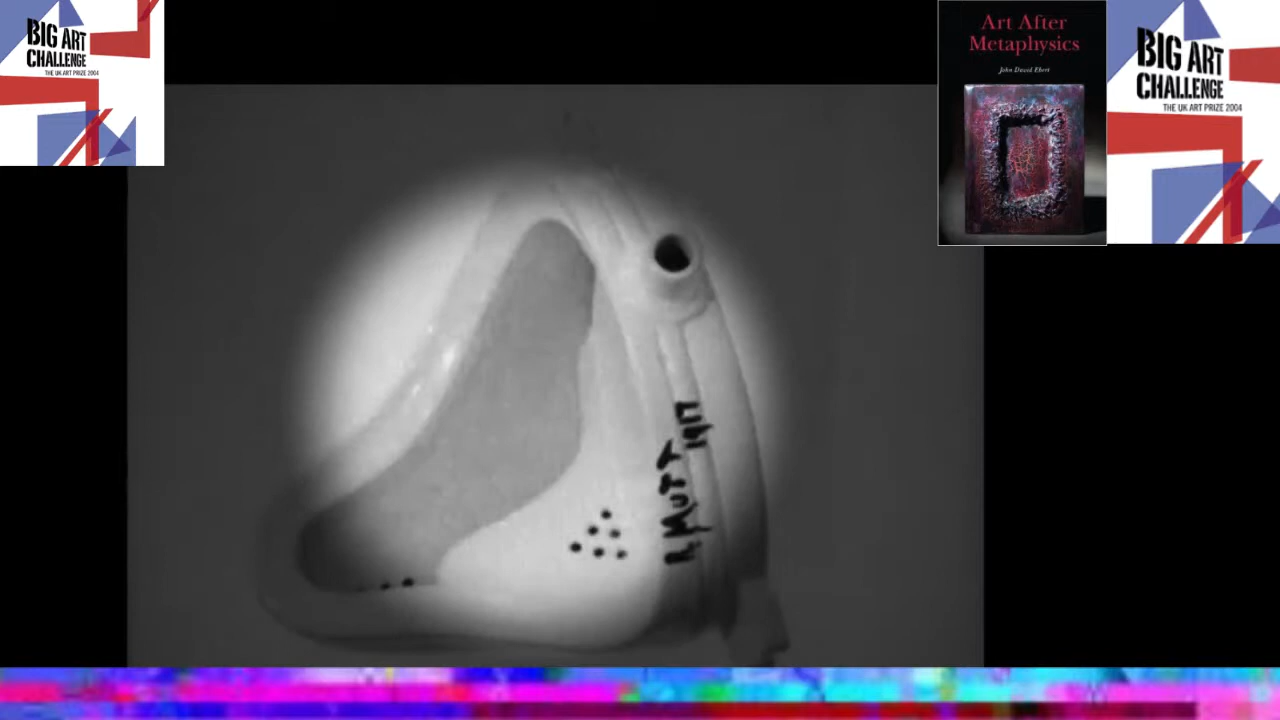 BIG ART
CHALLENGE
THE UK ART PRIZE 2004
Art After
Metaphysics
John David Ebert
BIG ART
CHALLENGE
THE UK ART PRIZE 2004
R. MUTT
1917